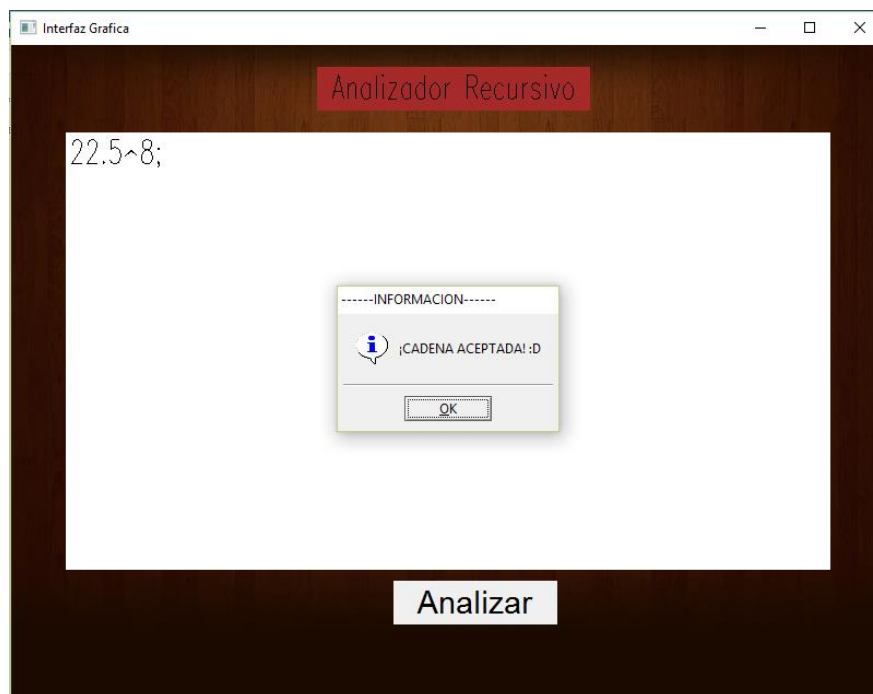 Interfaz Grafica
Analizador Recursivo
22.5^8;
------INFORMACION------
¡CADENA ACEPTADA! :D
OK
Analizar